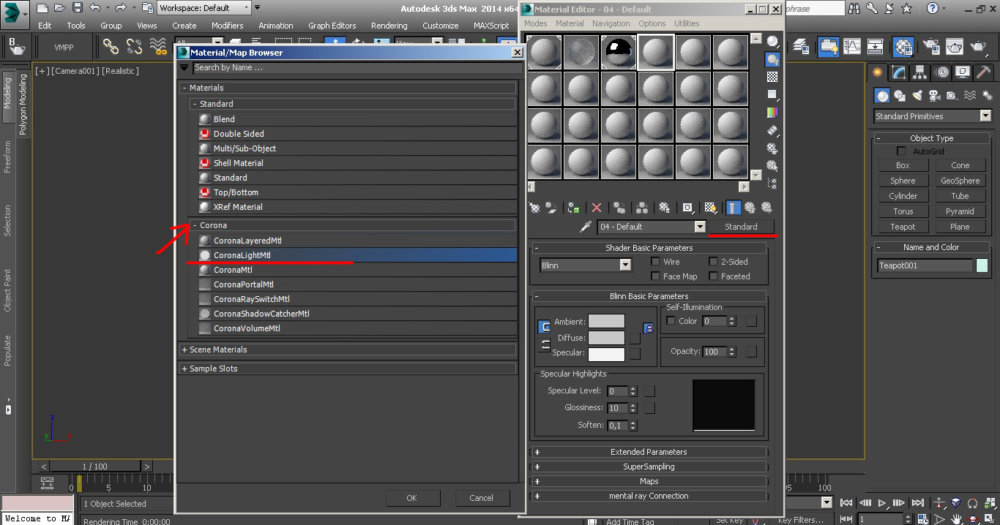 Workspace: Default
Autodesk 3ds Max 2014 x64
phrase
Edit Tools Group Views Create Modifiers Animation Graph Editors Rendering Customize MAXScript
VMPP
All
View
Modeling
Freeform
Selection
Object Paint
Populate
Polygon Modeling
[+] [Camera001] [Realistic]
Material/Map Browser
Search by Name ...
- Materials
- Standard
Blend
Double Sided
Multi/Sub-Object
Shell Material
Standard
Top/Bottom
XRef Material
- Corona
CoronaLayeredMtl
CoronaLightMtl
CoronaMtl
CoronaPortalMtl
CoronaRaySwitchMtl
CoronaShadowCatcherMtl
CoronaVolumeMtl
+ Scene Materials
+ Sample Slots
OK Cancel
Material Editor - 04 - Default
Modes Material Navigation Options Utilities
04 - Default Standard
- Shader Basic Parameters
Blinn Wire 2-Sided
Face Map Faceted
- Blinn Basic Parameters
Self-Illumination
Ambient: Color 0
Diffuse:
Specular: Opacity: 100
Specular Highlights
Specular Level: 0
Glossiness: 10
Soften: 0,1
+ Extended Parameters
+ SuperSampling
+ Maps
+ mental ray Connection
Standard Primitives
- Object Type
AutoGrid
Box Cone
Sphere GeoSphere
Cylinder Tube
Torus Pyramid
Teapot Plane
- Name and Color
Teapot001
z
y x
< 1 / 100 >
0 5 10 95 100
1 Object Selected
Welcome to MA
Rendering Time 0:00:00
Add Time Tag
Set Key Key Filters...
1